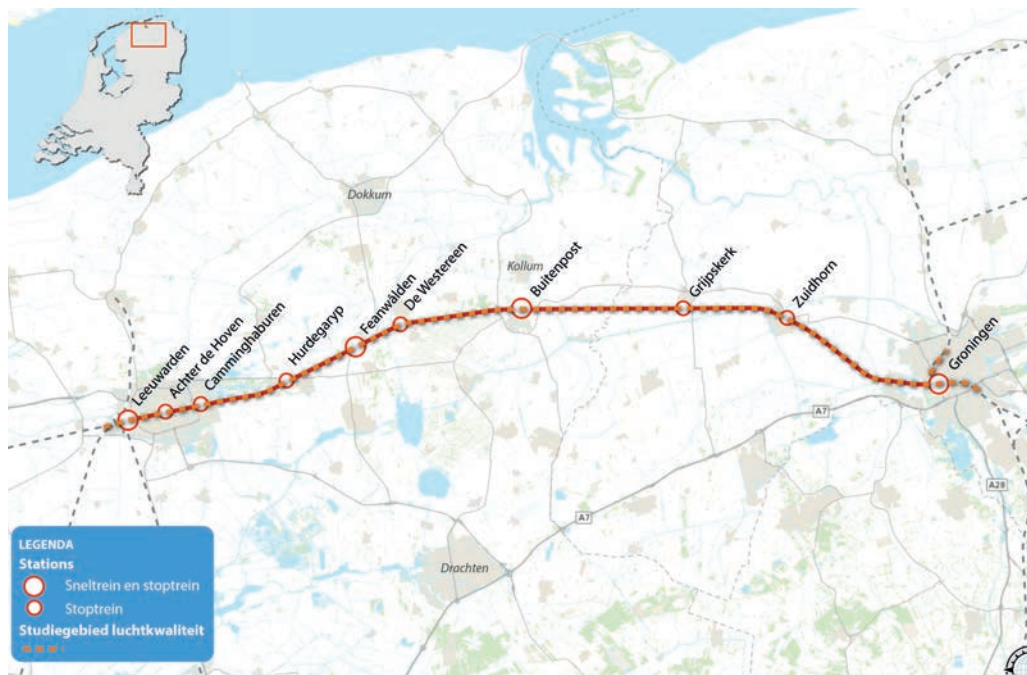 Dokkum
Kollum
Leeuwarden
Achter de Hoven
Camminghaburen
Hurdegaryp
Feanwâlden
De Westereen
Buitenpost
Grijpskerk
Zuidhorn
Groningen
A7
A28
A7
Drachten
LEGENDA
Stations
Sneltrein en stoptrein
Stoptrein
Studiegebied luchtkwaliteit